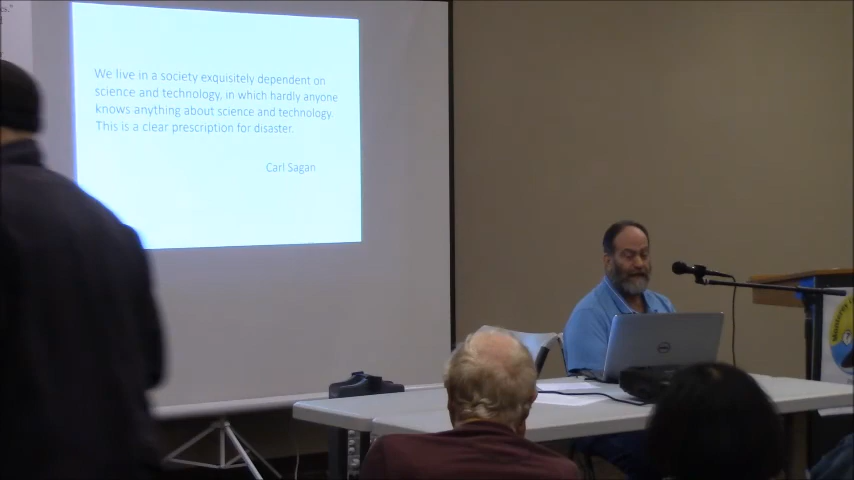 We live in a society exquisitely dependent on
science and technology, in which hardly anyone
knows anything about science and technology.
This is a clear prescription for disaster.
Carl Sagan
DELL